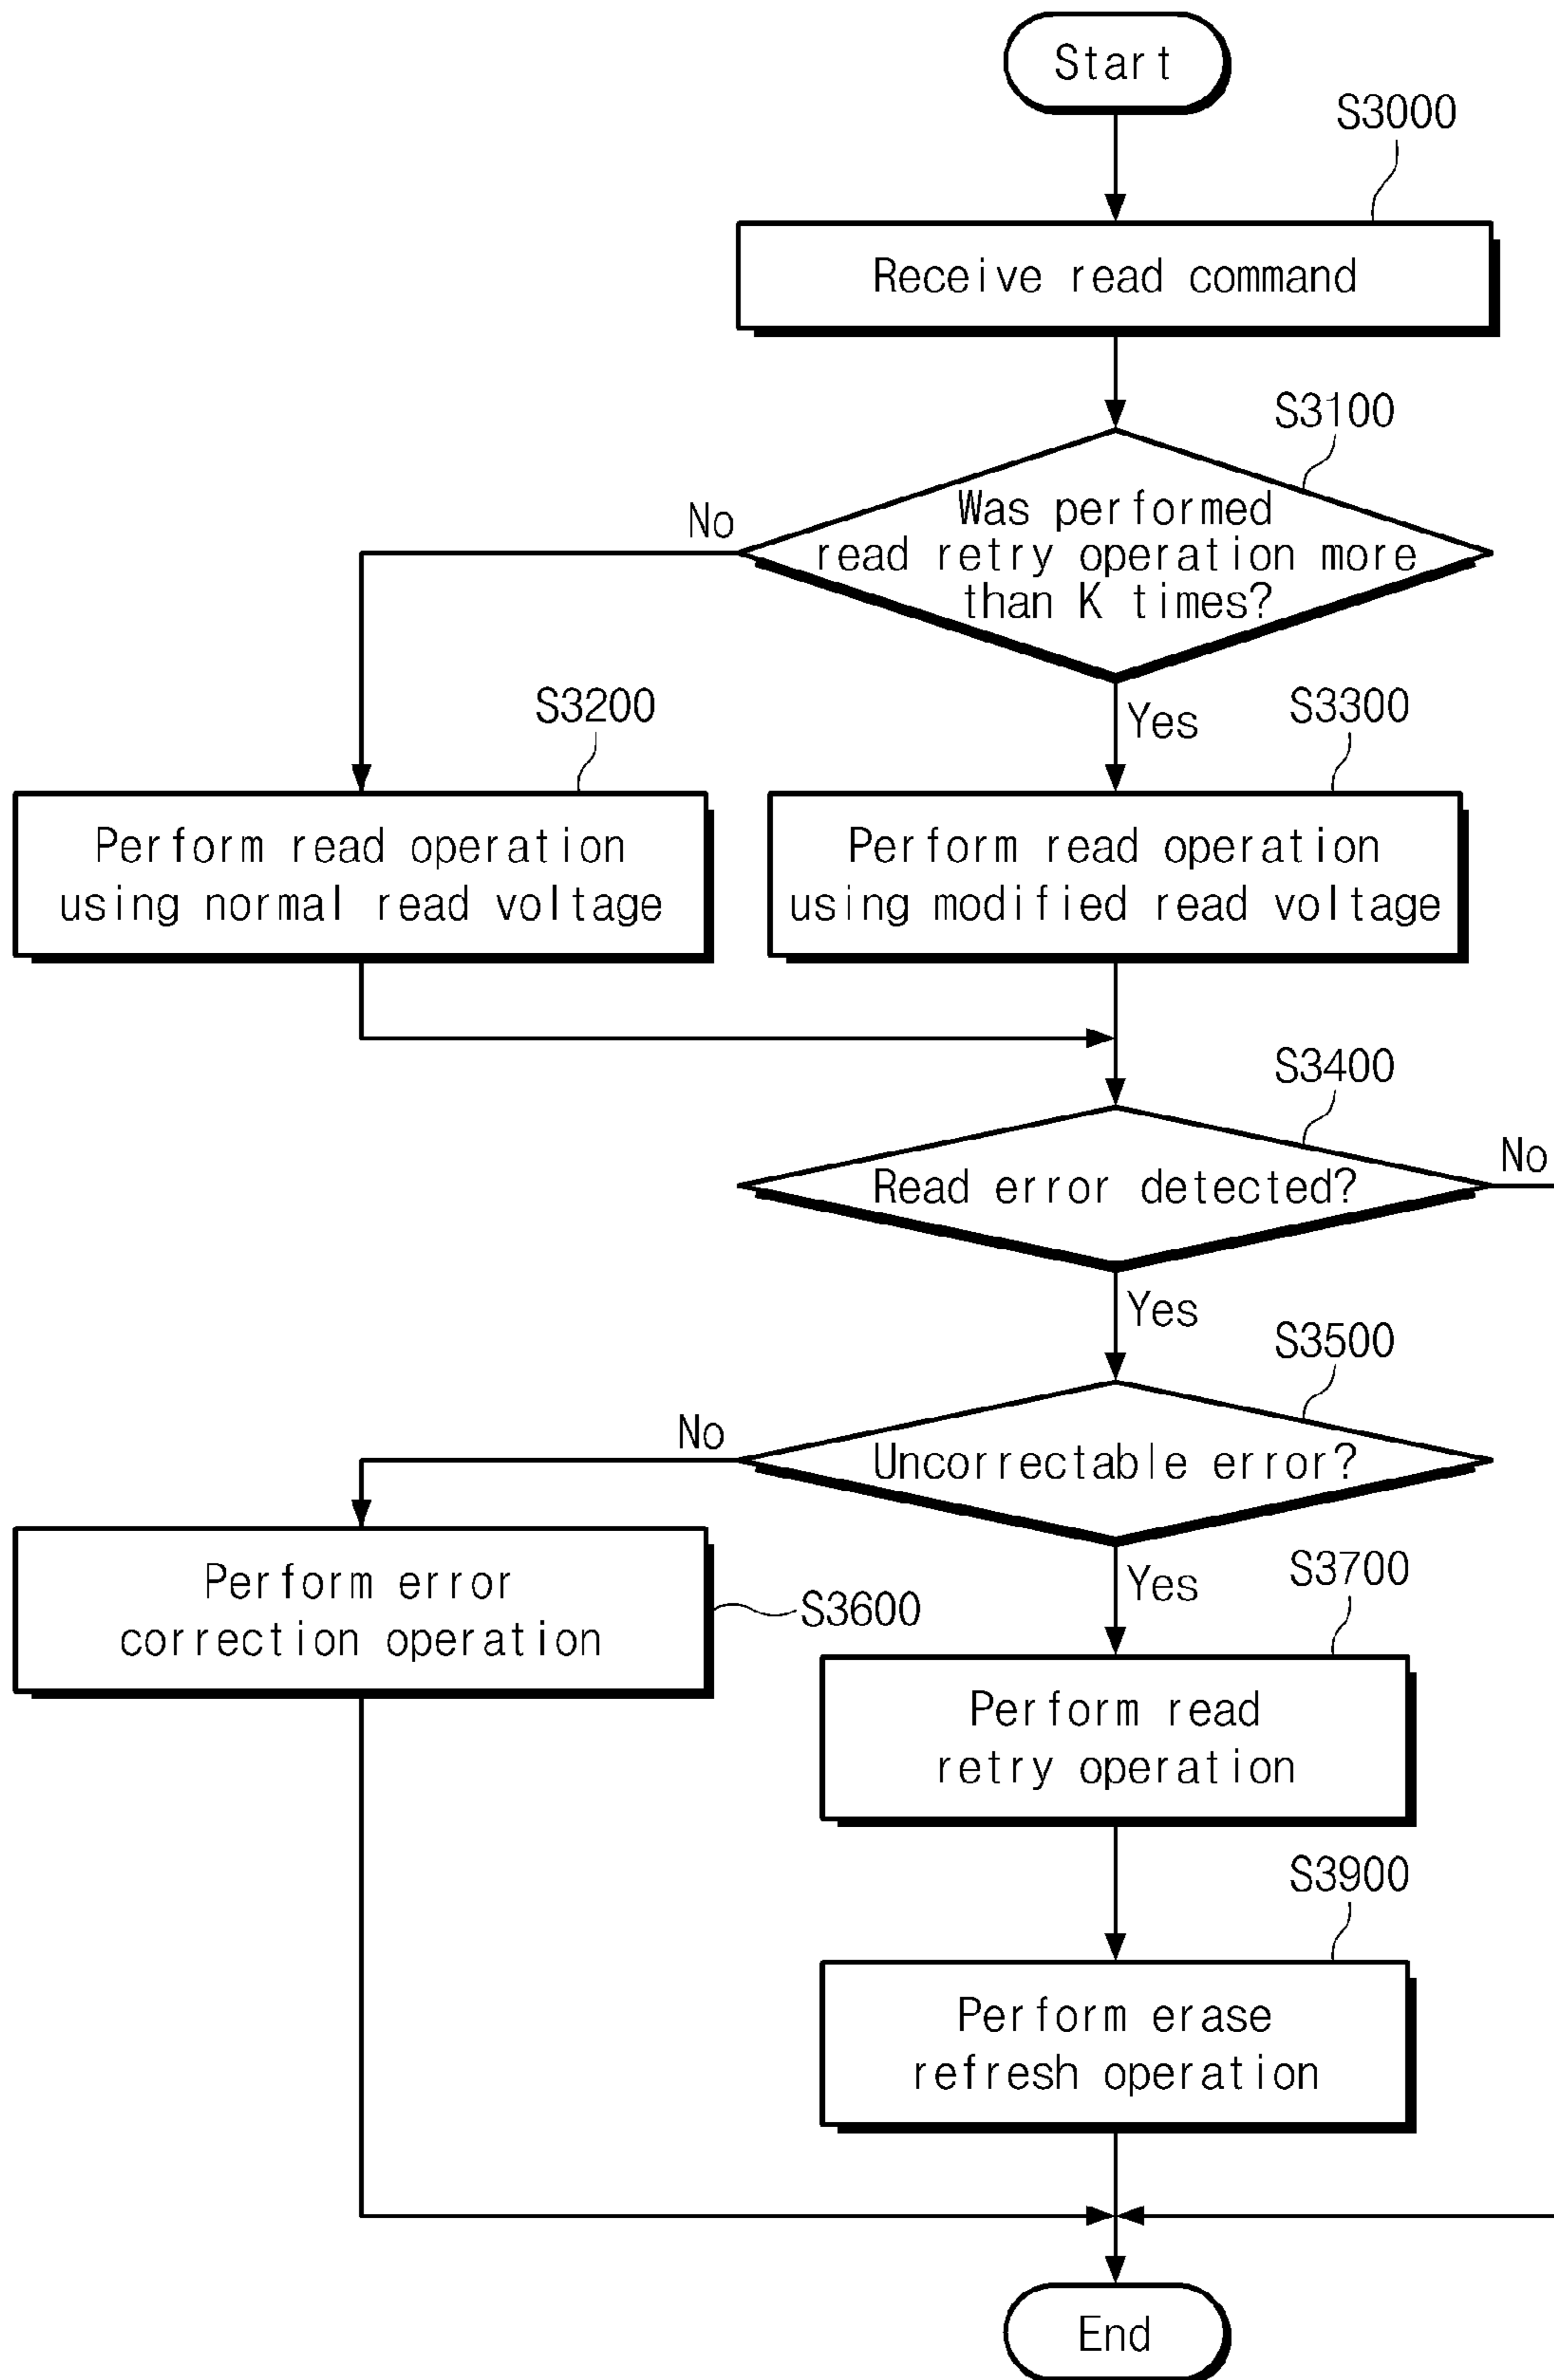 Start
S3000
Receive read command
S3100
Was performed
read retry operation more
than K times?
No
Yes
S3200
S3300
Perform read operation
using normal read voltage
Perform read operation
using modified read voltage
S3400
Read error detected?
No
Yes
S3500
Uncorrectable error?
No
Yes
S3600
Perform error
correction operation
S3700
Perform read
retry operation
S3900
Perform erase
refresh operation
End